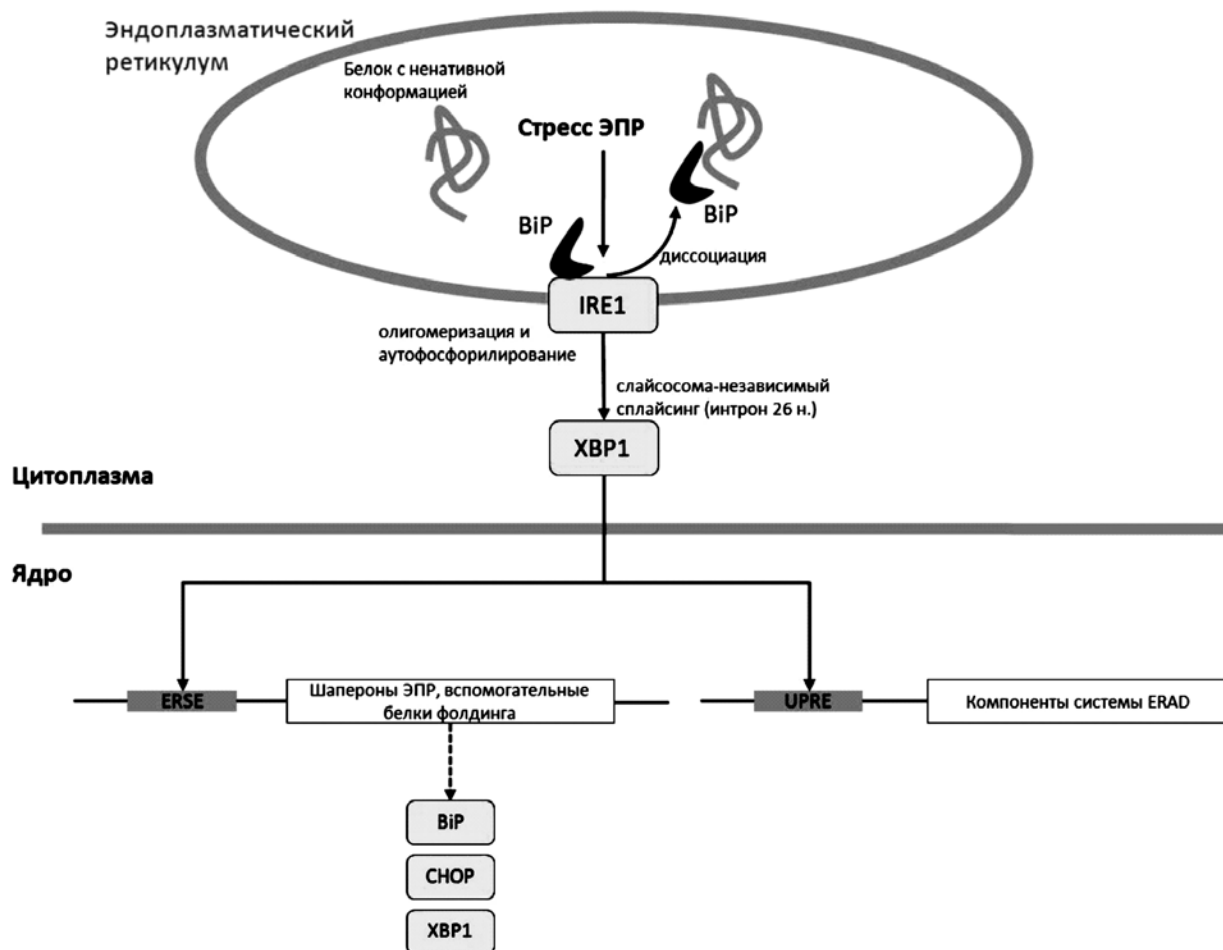 Эндоплазматический
ретикулум
Белок с ненативной
конформацией
Стресс ЭПР
BiP
BiP
диссоциация
IRE1
олигомеризация и
аутофосфорилирование
слайсосома-независимый
сплайсинг (интрон 26 н.)
XBP1
Цитоплазма
Ядро
ERSE
Шапероны ЭПР, вспомогательные
белки фолдинга
UPRE
Компоненты системы ERAD
BiP
CHOP
XBP1